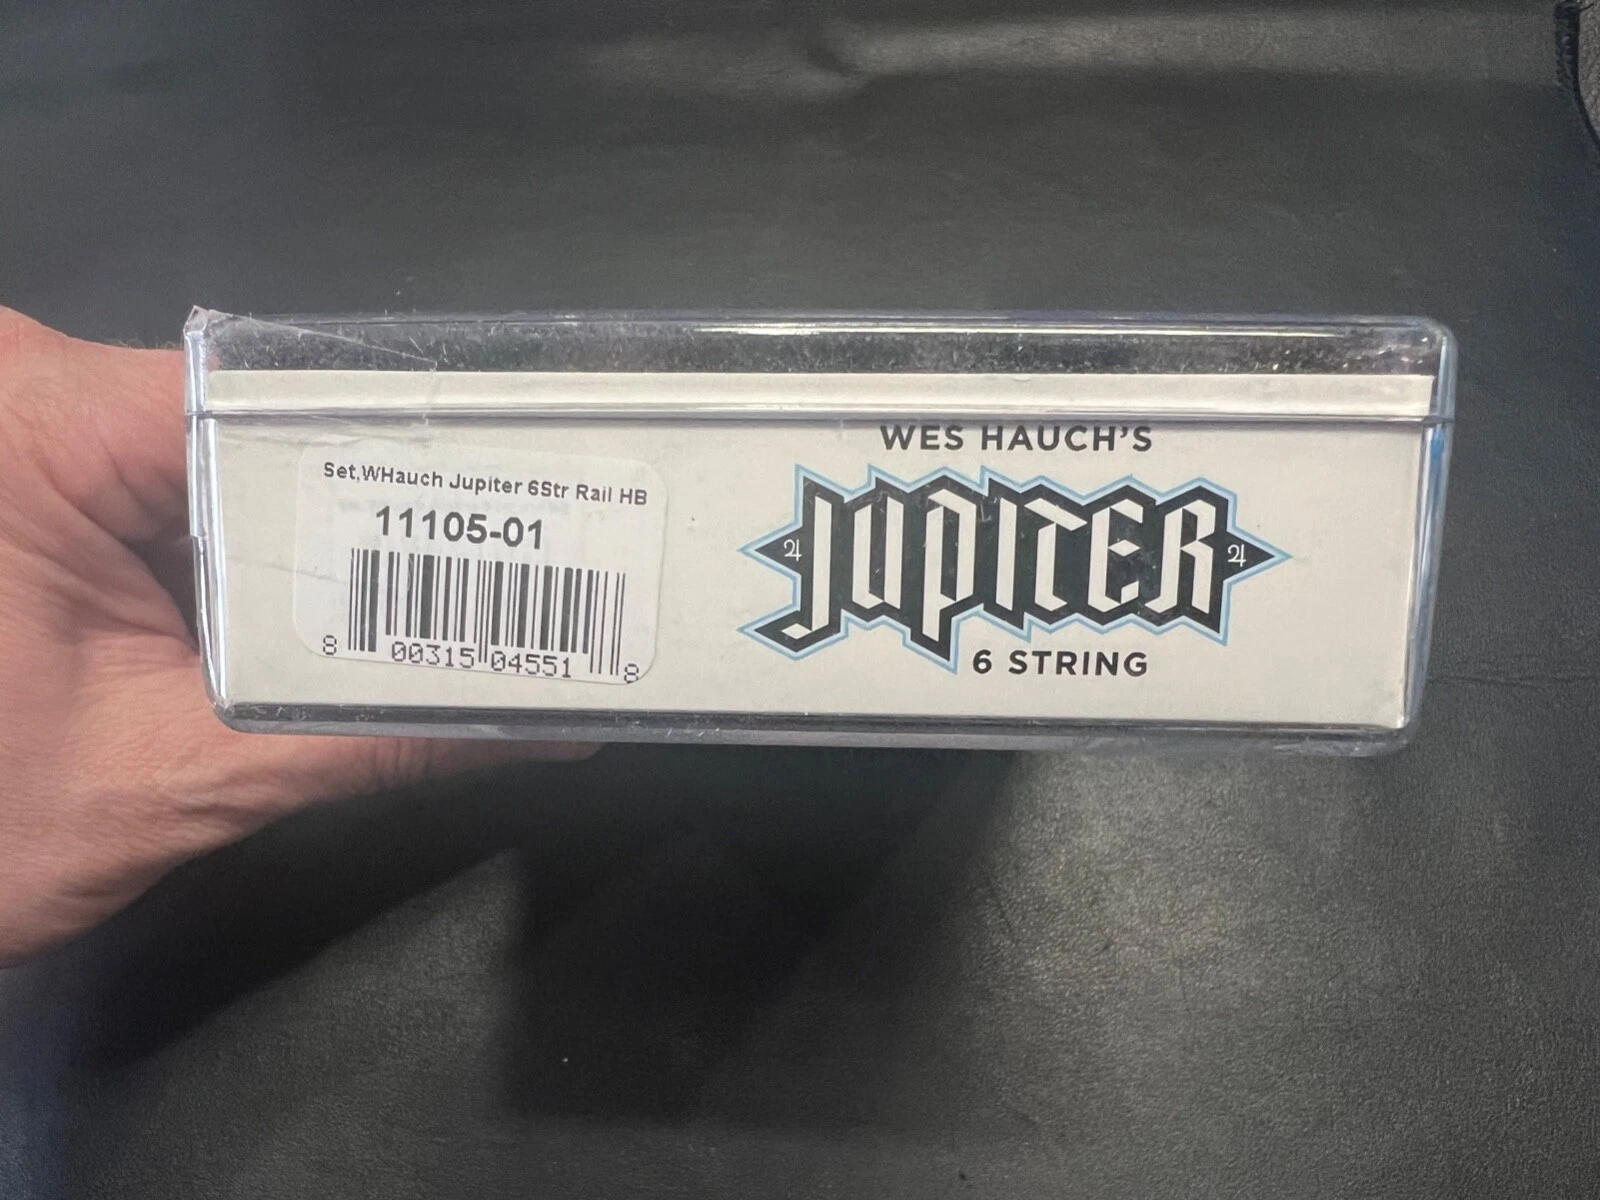 Set,WHauch Jupiter 6Str Rail HB
11105-01
8 00315 04551 8
WES HAUCH'S
♃ JUPITER ♃
6 STRING